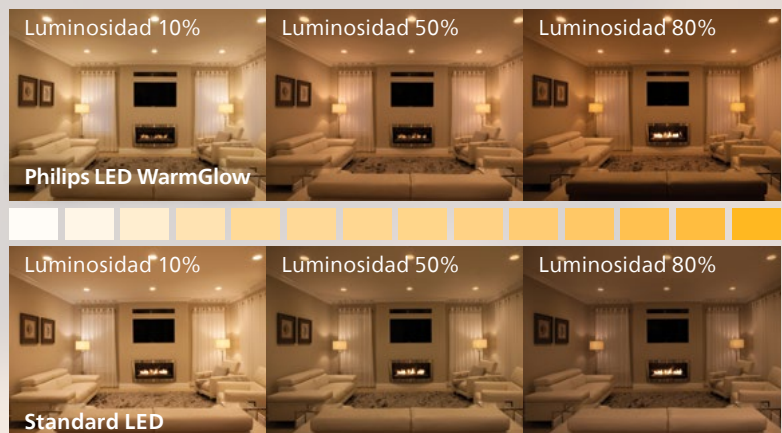 Luminosidad 10% Luminosidad 50% Luminosidad 80%
Philips LED WarmGlow
Luminosidad 10% Luminosidad 50% Luminosidad 80%
Standard LED